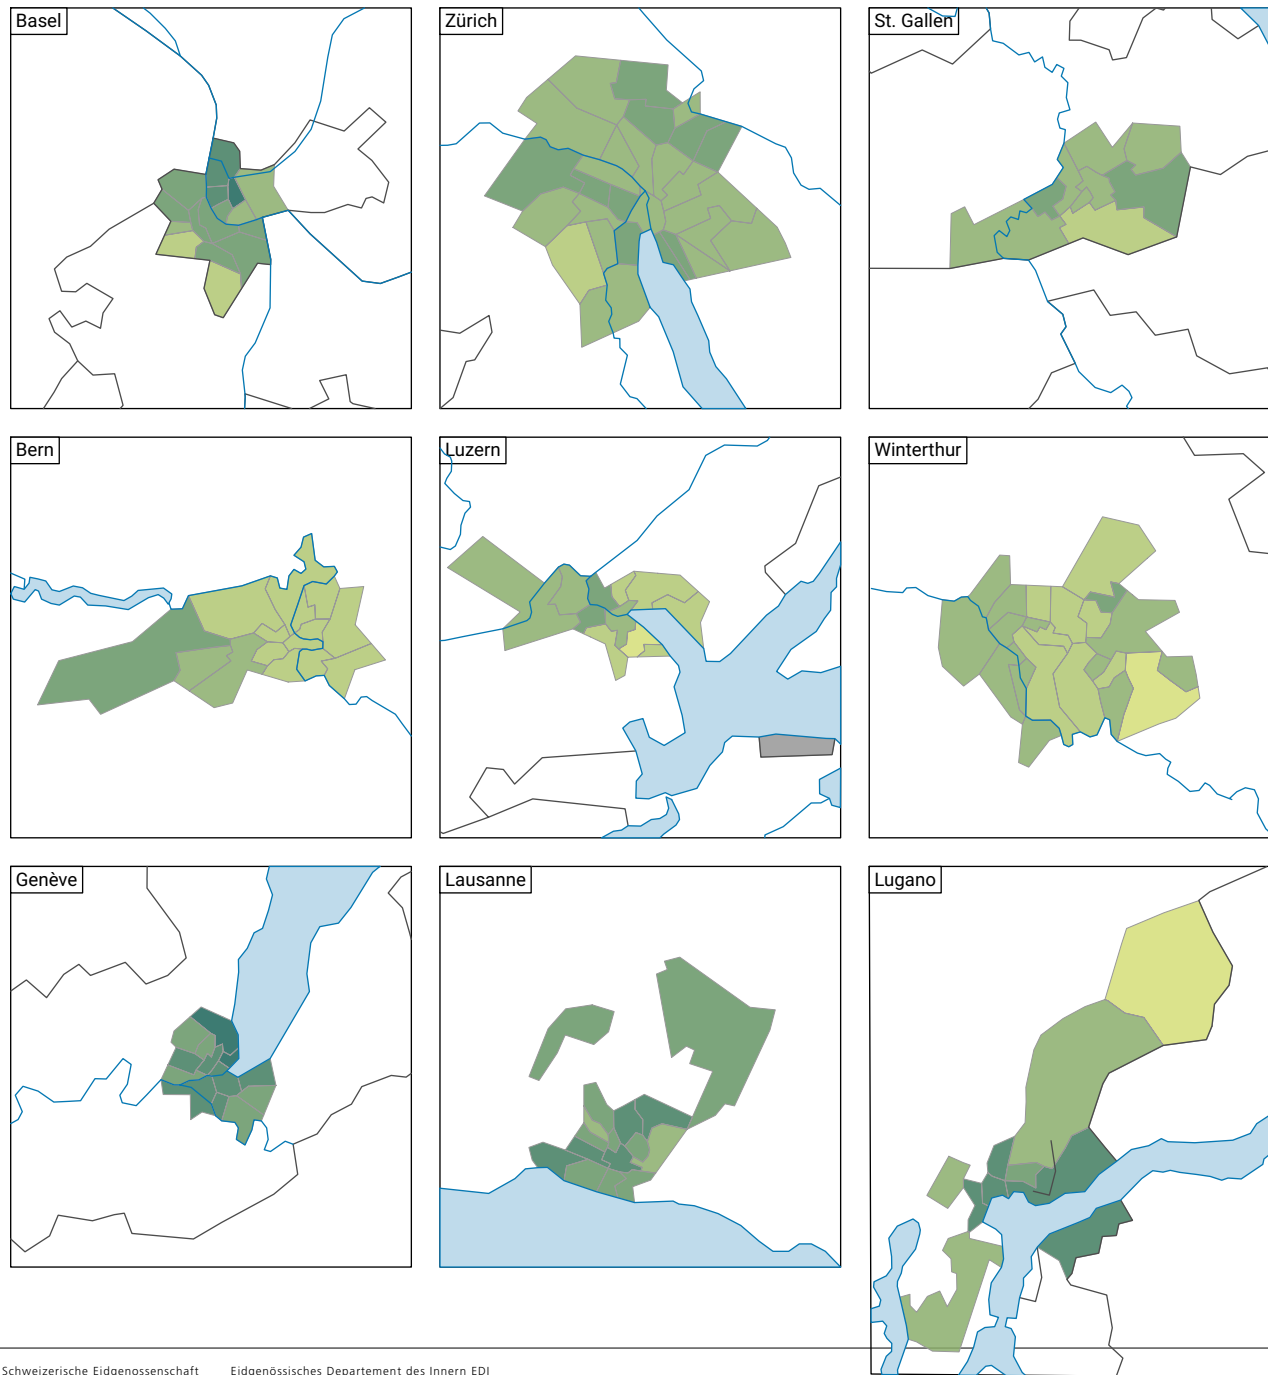 Basel
Zürich
St. Gallen
Bern
Luzern
Winterthur
Genève
Lausanne
Lugano
Schweizerische Eidgenossenschaft Eidgenössisches Departement des Innern EDI